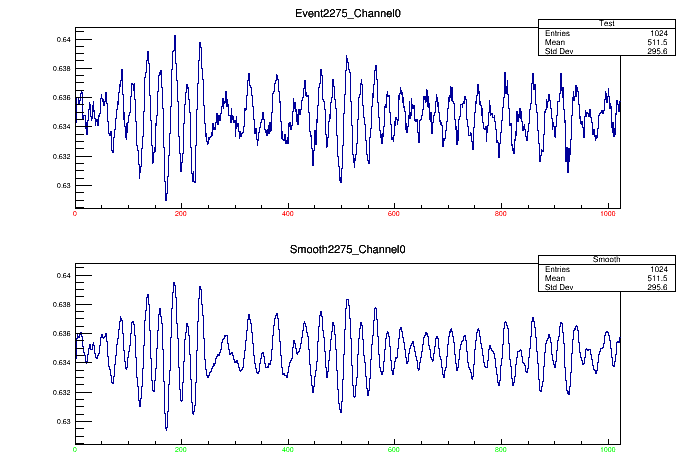 Event2275_Channel0
Test
Entries 1024
Mean 511.5
Std Dev 295.6
0.64
0.638
0.636
0.634
0.632
0.63
0 200 400 600 800 1000
Smooth2275_Channel0
Smooth
Entries 1024
Mean 511.5
Std Dev 295.6
0.64
0.638
0.636
0.634
0.632
0.63
0 200 400 600 800 1000